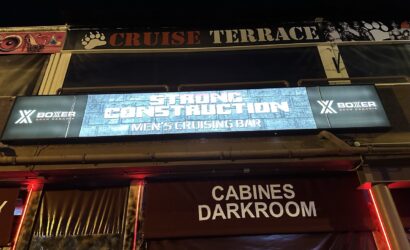 CRUISE TERRACE
BOXER
STRONG
CONSTRUCTION
MEN'S CRUISING BAR
BOXER
CABINES
DARKROOM